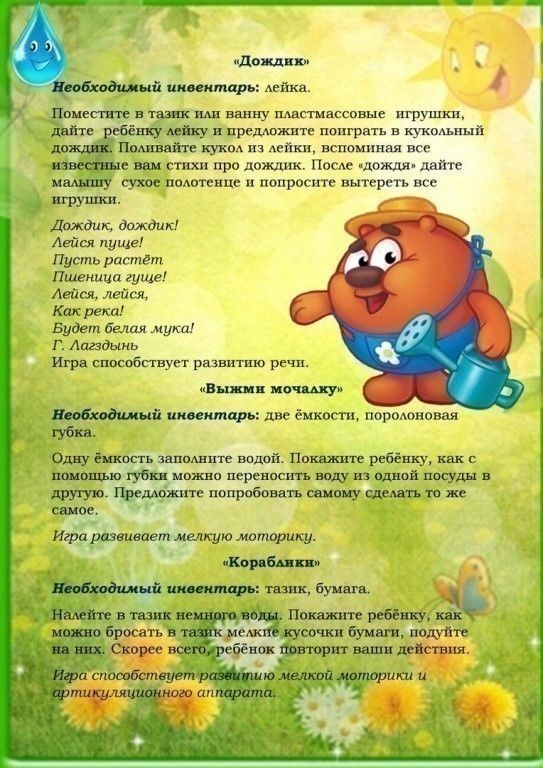 «Дождик»
Необходимый инвентарь: лейка.
Поместите в тазик или ванну пластмассовые игрушки,
дайте ребёнку лейку и предложите поиграть в кукольный
дождик. Поливайте кукол из лейки, вспоминая все
известные вам стихи про дождик. После «дождя» дайте
малышу сухое полотенце и попросите вытереть все
игрушки.
Дождик, дождик!
Лейся пуще!
Пусть растёт
Пшеница гуще!
Лейся, лейся,
Как река!
Будет белая мука!
Г. Лагздынь
Игра способствует развитию речи.
«Выжми мочалку»
Необходимый инвентарь: две ёмкости, поролоновая
губка.
Одну ёмкость заполните водой. Покажите ребёнку, как с
помощью губки можно переносить воду из одной посуды в
другую. Предложите попробовать самому сделать то же
самое.
Игра развивает мелкую моторику.
«Кораблики»
Необходимый инвентарь: тазик, бумага.
Налейте в тазик немного воды. Покажите ребёнку, как
можно бросать в тазик мелкие кусочки бумаги, подуйте
на них. Скорее всего, ребёнок повторит ваши действия.
Игра способствует развитию мелкой моторики и
артикуляционного аппарата.